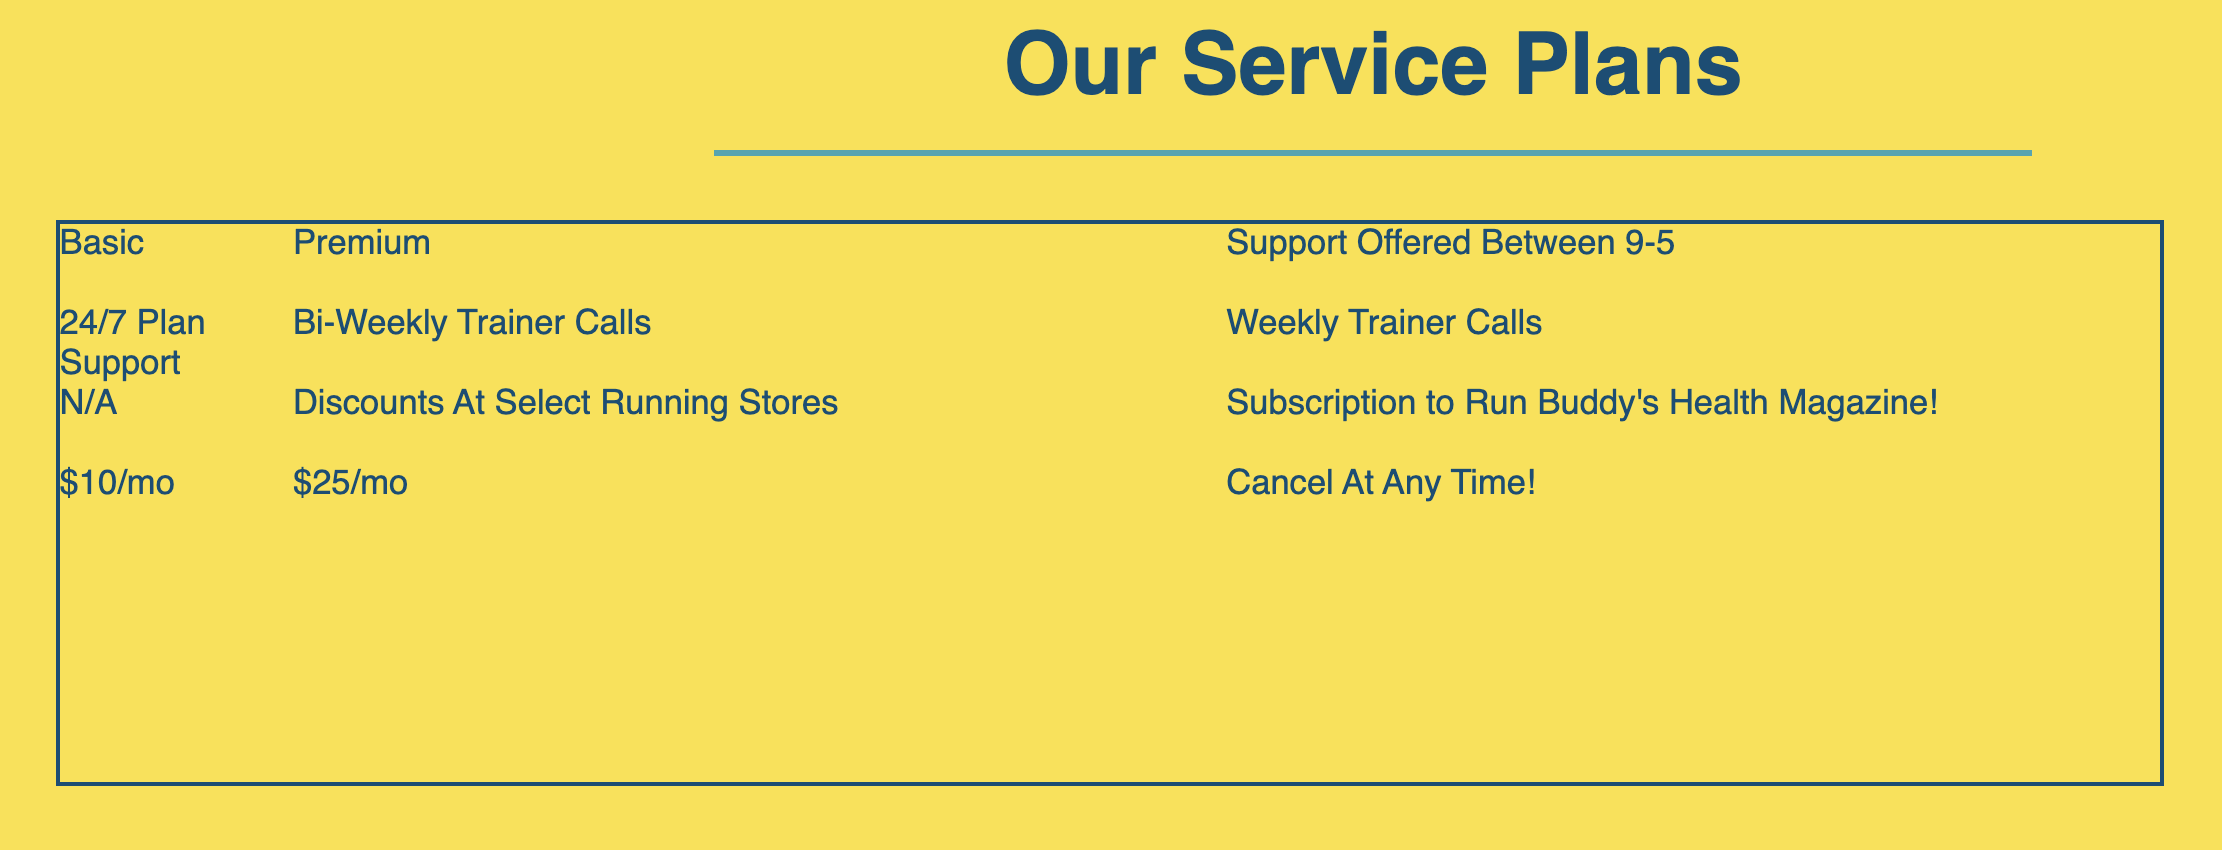 Our Service Plans
Basic Premium Support Offered Between 9-5
24/7 Plan Support Bi-Weekly Trainer Calls Weekly Trainer Calls
N/A Discounts At Select Running Stores Subscription to Run Buddy's Health Magazine!
$10/mo $25/mo Cancel At Any Time!